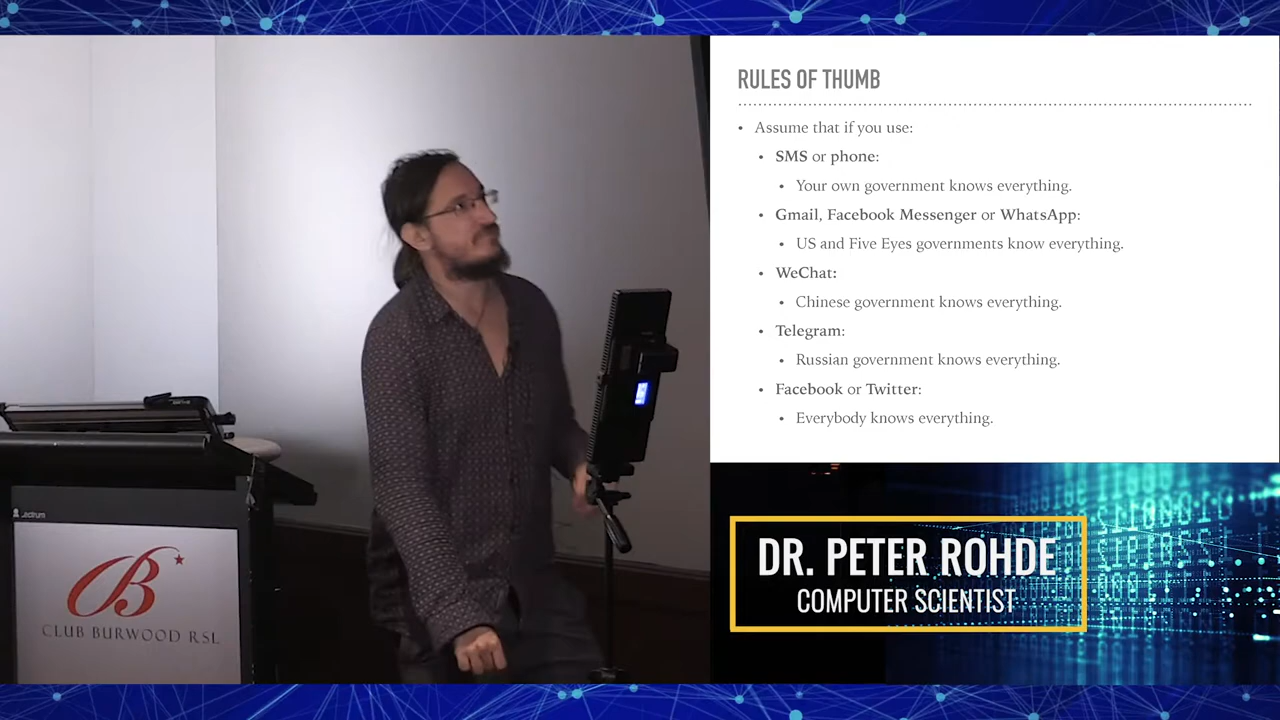 RULES OF THUMB
• Assume that if you use:
• SMS or phone:
• Your own government knows everything.
• Gmail, Facebook Messenger or WhatsApp:
• US and Five Eyes governments know everything.
• WeChat:
• Chinese government knows everything.
• Telegram:
• Russian government knows everything.
• Facebook or Twitter:
• Everybody knows everything.
Lectrum
B
CLUB BURWOOD RSL
DR. PETER ROHDE
COMPUTER SCIENTIST